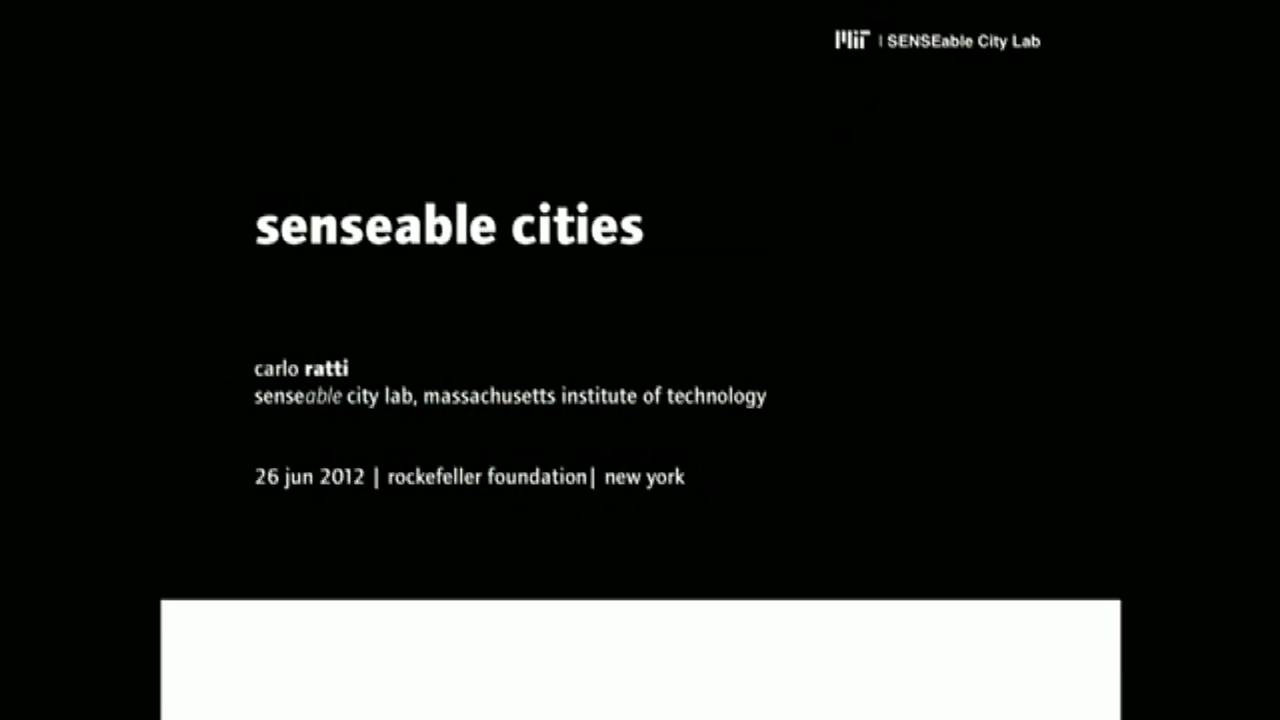 MIT | SENSEable City Lab
senseable cities
carlo ratti
senseable city lab, massachusetts institute of technology
26 jun 2012 | rockefeller foundation| new york